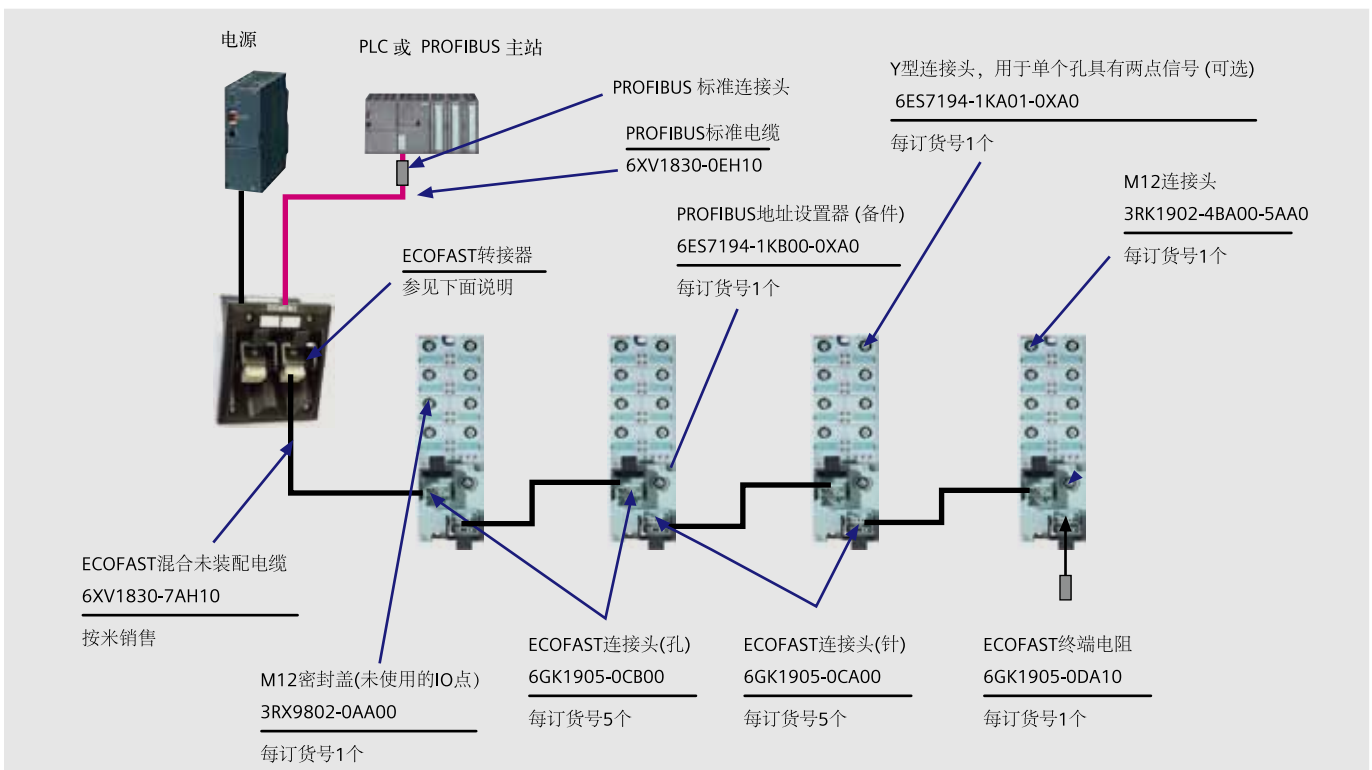 电源
PLC 或 PROFIBUS 主站
PROFIBUS 标准连接头
PROFIBUS标准电缆
6XV1830-0EH10
Y型连接头，用于单个孔具有两点信号 (可选)
6ES7194-1KA01-0XA0
每订货号1个
M12连接头
3RK1902-4BA00-5AA0
每订货号1个
PROFIBUS地址设置器 (备件)
6ES7194-1KB00-0XA0
每订货号1个
ECOFAST转接器
参见下面说明
ECOFAST混合未装配电缆
6XV1830-7AH10
按米销售
M12密封盖(未使用的IO点)
3RX9802-0AA00
每订货号1个
ECOFAST连接头(孔)
6GK1905-0CB00
每订货号5个
ECOFAST连接头(针)
6GK1905-0CA00
每订货号5个
ECOFAST终端电阻
6GK1905-0DA10
每订货号1个